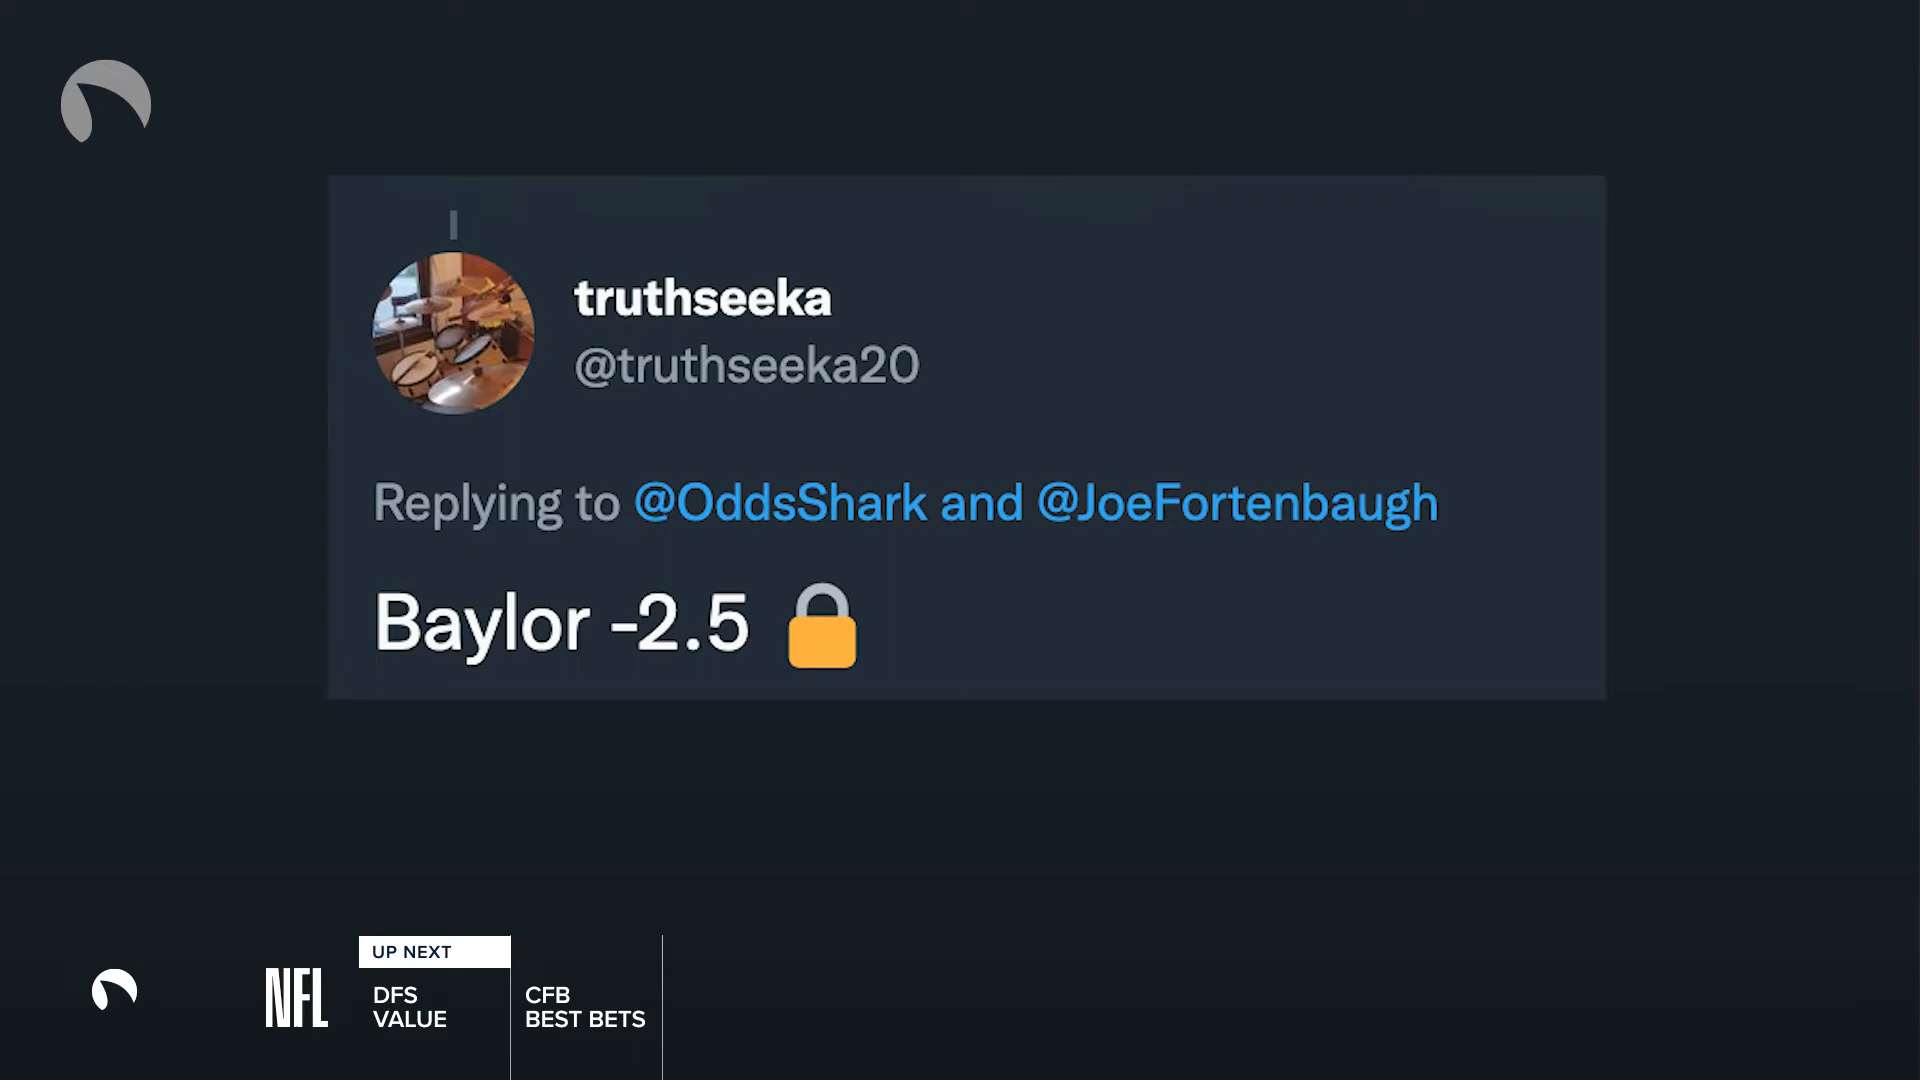 truthseeka
@truthseeka20
Replying to @OddsShark and @JoeFortenbaugh
Baylor -2.5 🔒
NFL
UP NEXT
DFS
VALUE
CFB
BEST BETS